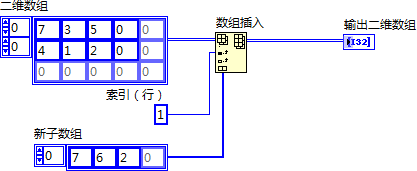 二维数组
0 7 3 5 0 0
0 4 1 2 0 0
0 0 0 0 0
数组插入
输出二维数组
[I32]
索引（行）
1
新子数组
0 7 6 2 0